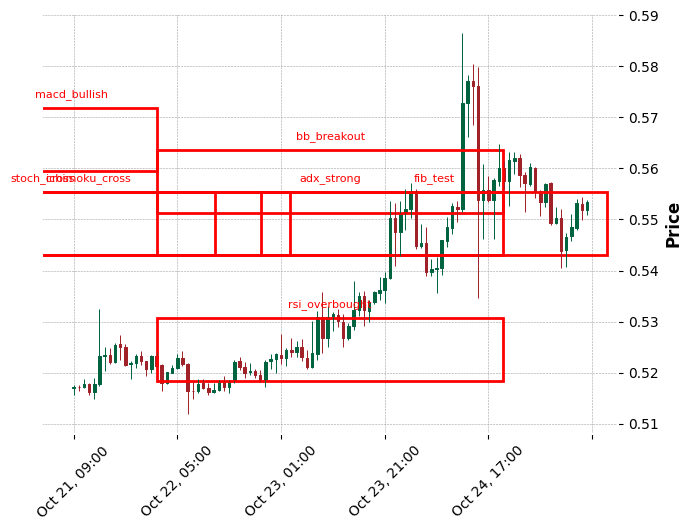 0.59
0.58
macd_bullish
0.57
bb_breakout
0.56
stoch_cross
ichimoku_cross
adx_strong
fib_test
0.55
Price
0.54
rsi_overbought
0.53
0.52
0.51
Oct 21, 09:00
Oct 22, 05:00
Oct 23, 01:00
Oct 23, 21:00
Oct 24, 17:00